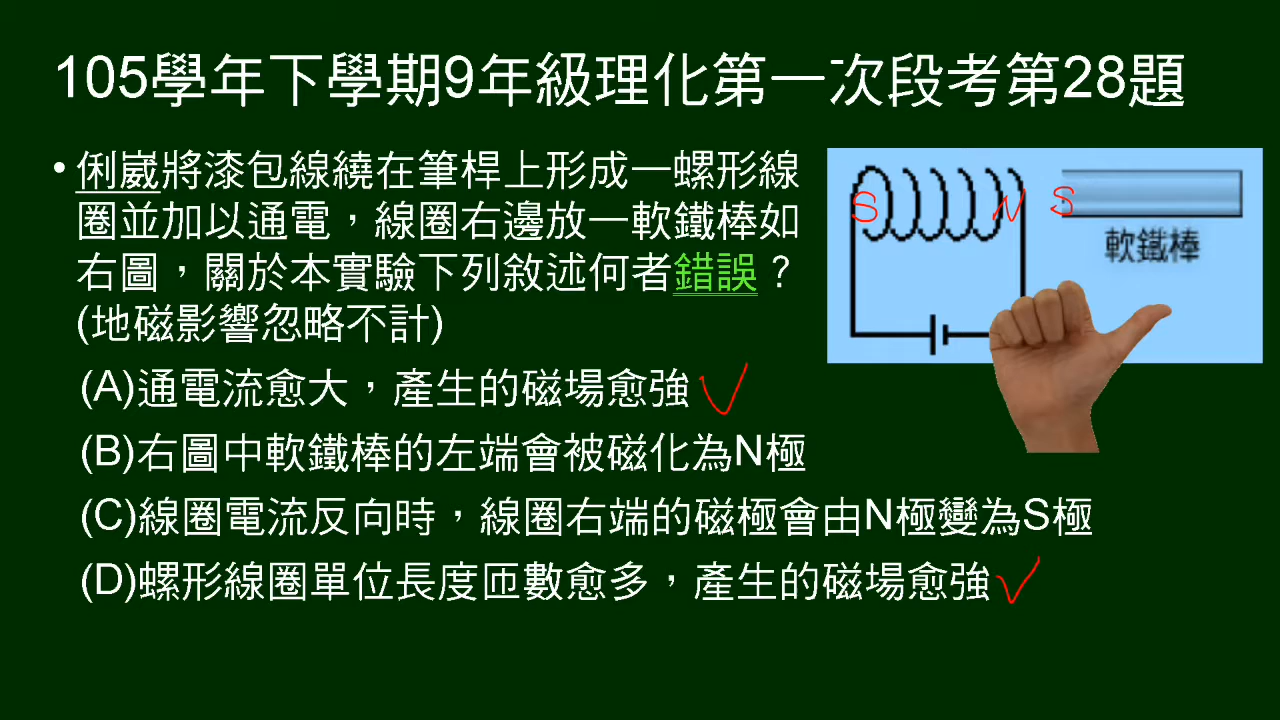 105學年下學期9年級理化第一次段考第28題
•俐崴將漆包線繞在筆桿上形成一螺形線
圈並加以通電，線圈右邊放一軟鐵棒如
右圖，關於本實驗下列敘述何者錯誤？
(地磁影響忽略不計)
(A)通電流愈大，產生的磁場愈強
(B)右圖中軟鐵棒的左端會被磁化為N極
(C)線圈電流反向時，線圈右端的磁極會由N極變為S極
(D)螺形線圈單位長度匝數愈多，產生的磁場愈強
S N S
軟鐵棒